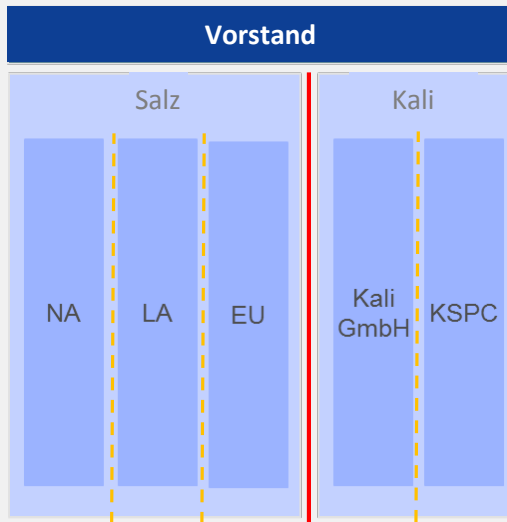 Vorstand
Salz
Kali
NA
LA
EU
Kali
GmbH
KSPC